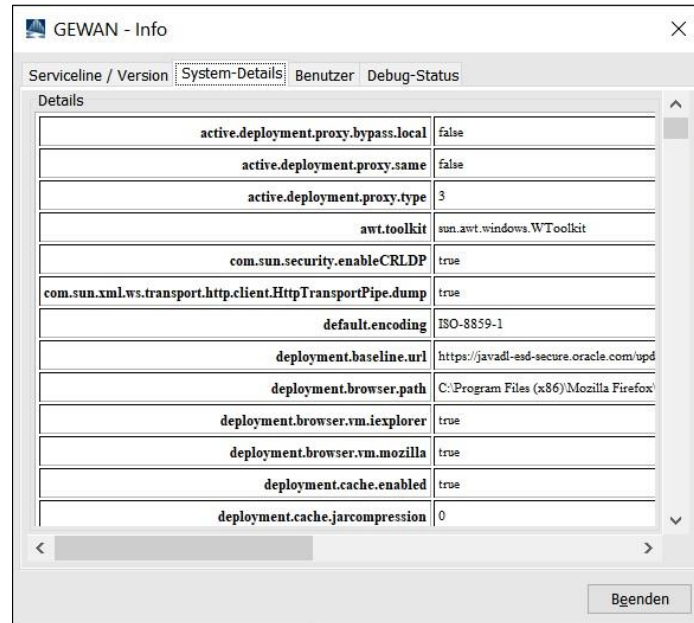 GEWAN - Info
Serviceline / Version System-Details Benutzer Debug-Status
Details
active.deployment.proxy.bypass.local false
active.deployment.proxy.same false
active.deployment.proxy.type 3
awt.toolkit sun.awt.windows.WToolkit
com.sun.security.enableCRLDP true
com.sun.xml.ws.transport.http.client.HttpTransportPipe.dump true
default.encoding ISO-8859-1
deployment.baseline.url https://javadl-esd-secure.oracle.com/upd
deployment.browser.path C:\Program Files (x86)\Mozilla Firefox\
deployment.browser.vm.iexplorer true
deployment.browser.vm.mozilla true
deployment.cache.enabled true
deployment.cache.jarcompression 0
Beenden